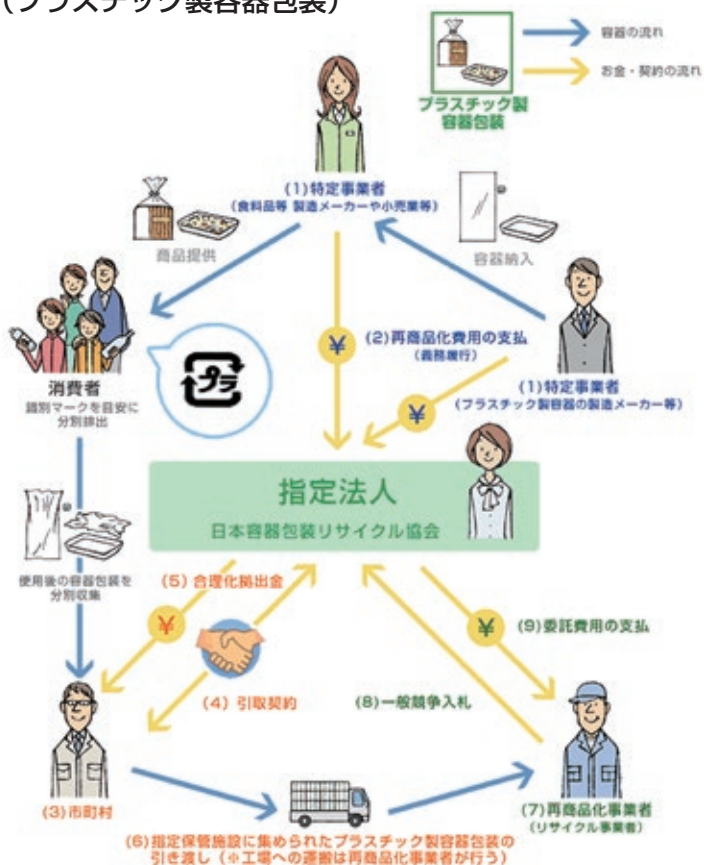 (プラスチック製容器包装)
容器の流れ
お金・契約の流れ
プラスチック製
容器包装
(1)特定事業者
(食料品等 製造メーカーや小売業等)
商品提供
容器納入
(2)再商品化費用の支払
(義務履行)
¥
プラ
消費者
識別マークを目安に
分別排出
(1)特定事業者
(プラスチック製容器の製造メーカー等)
¥
指定法人
日本容器包装リサイクル協会
使用後の容器包装を
分別収集
(5) 合理化拠出金
¥
¥
(9)委託費用の支払
(4) 引取契約
(8)一般競争入札
(3)市町村
(7)再商品化事業者
(リサイクル事業者)
(6)指定保管施設に集められたプラスチック製容器包装の
引き渡し(※工場への運搬は再商品化事業者が行う)